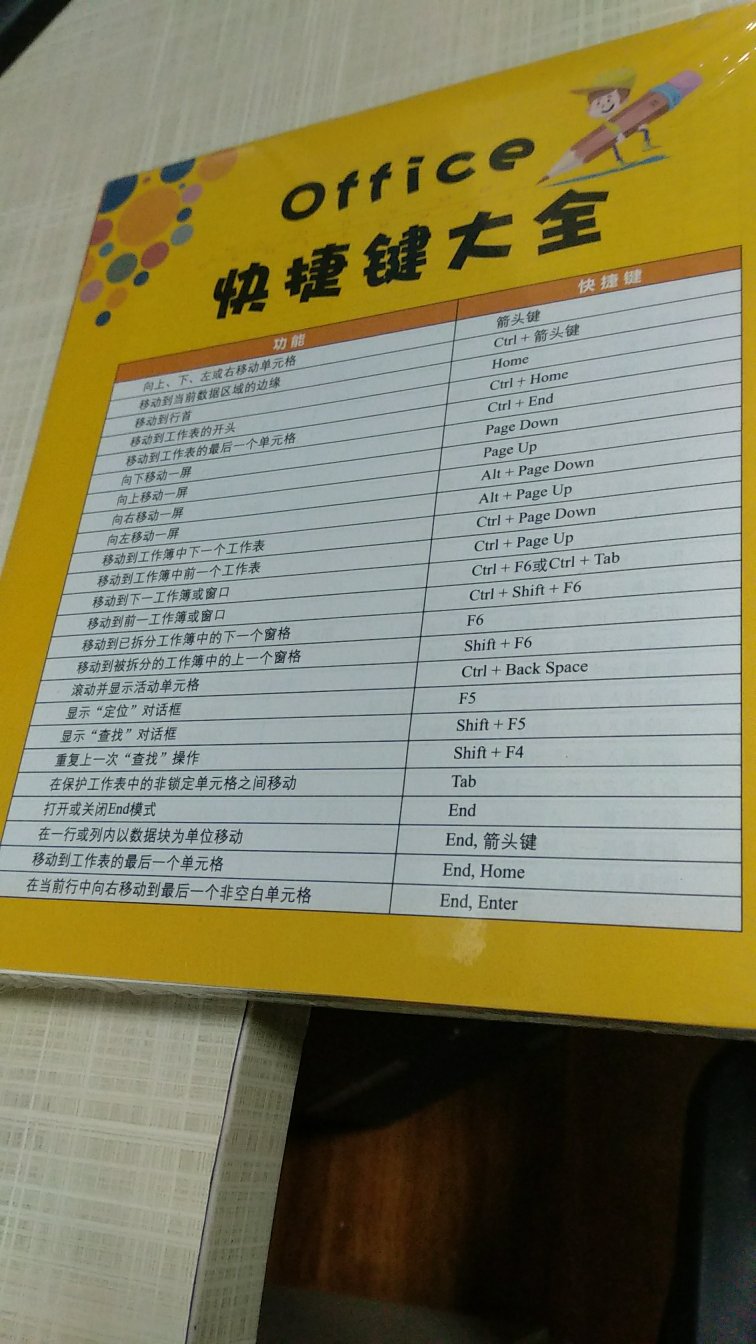 Office
快捷键大全
功能 快捷键
向上、下、左或右移动单元格 箭头键
移动到当前数据区域的边缘 Ctrl + 箭头键
移动到行首 Home
移动到工作表的开头 Ctrl + Home
移动到工作表的最后一个单元格 Ctrl + End
向下移动一屏 Page Down
向上移动一屏 Page Up
向右移动一屏 Alt + Page Down
向左移动一屏 Alt + Page Up
移动到工作簿中下一个工作表 Ctrl + Page Down
移动到工作簿中前一个工作表 Ctrl + Page Up
移动到下一工作簿或窗口 Ctrl + F6或Ctrl + Tab
移动到前一工作簿或窗口 Ctrl + Shift + F6
移动到已拆分工作簿中的下一个窗格 F6
移动到被拆分的工作簿中的上一个窗格 Shift + F6
滚动并显示活动单元格 Ctrl + Back Space
显示“定位”对话框 F5
显示“查找”对话框 Shift + F5
重复上一次“查找”操作 Shift + F4
在保护工作表中的非锁定单元格之间移动 Tab
打开或关闭End模式 End
在一行或列内以数据块为单位移动 End, 箭头键
移动到工作表的最后一个单元格 End, Home
在当前行中向右移动到最后一个非空白单元格 End, Enter